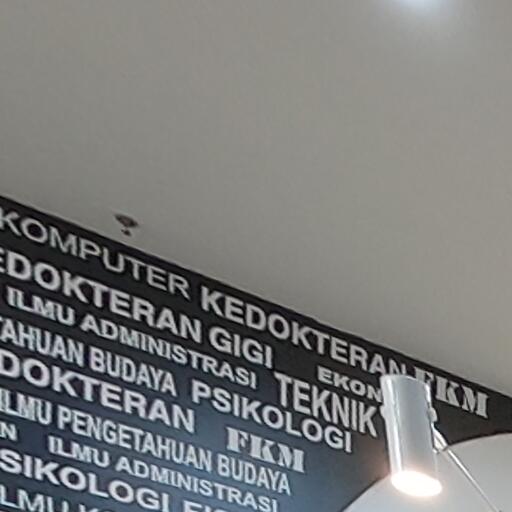 KOMPUTER KEDOKTERAN FKM
EDOKTERAN GIGI EKON
ILMU ADMINISTRASI TEKNIK
TAHUAN BUDAYA PSIKOLOGI
DOKTERAN FKM
ILMU PENGETAHUAN BUDAYA
N ILMU ADMINISTRASI
SIKOLOGI
ILMU K